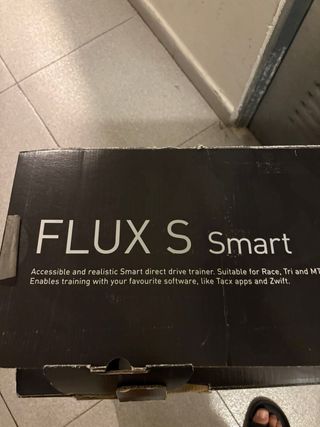 FLUX S Smart
Accessible and realistic Smart direct drive trainer. Suitable for Race, Tri and MT
Enables training with your favourite software, like Tacx apps and Zwift.